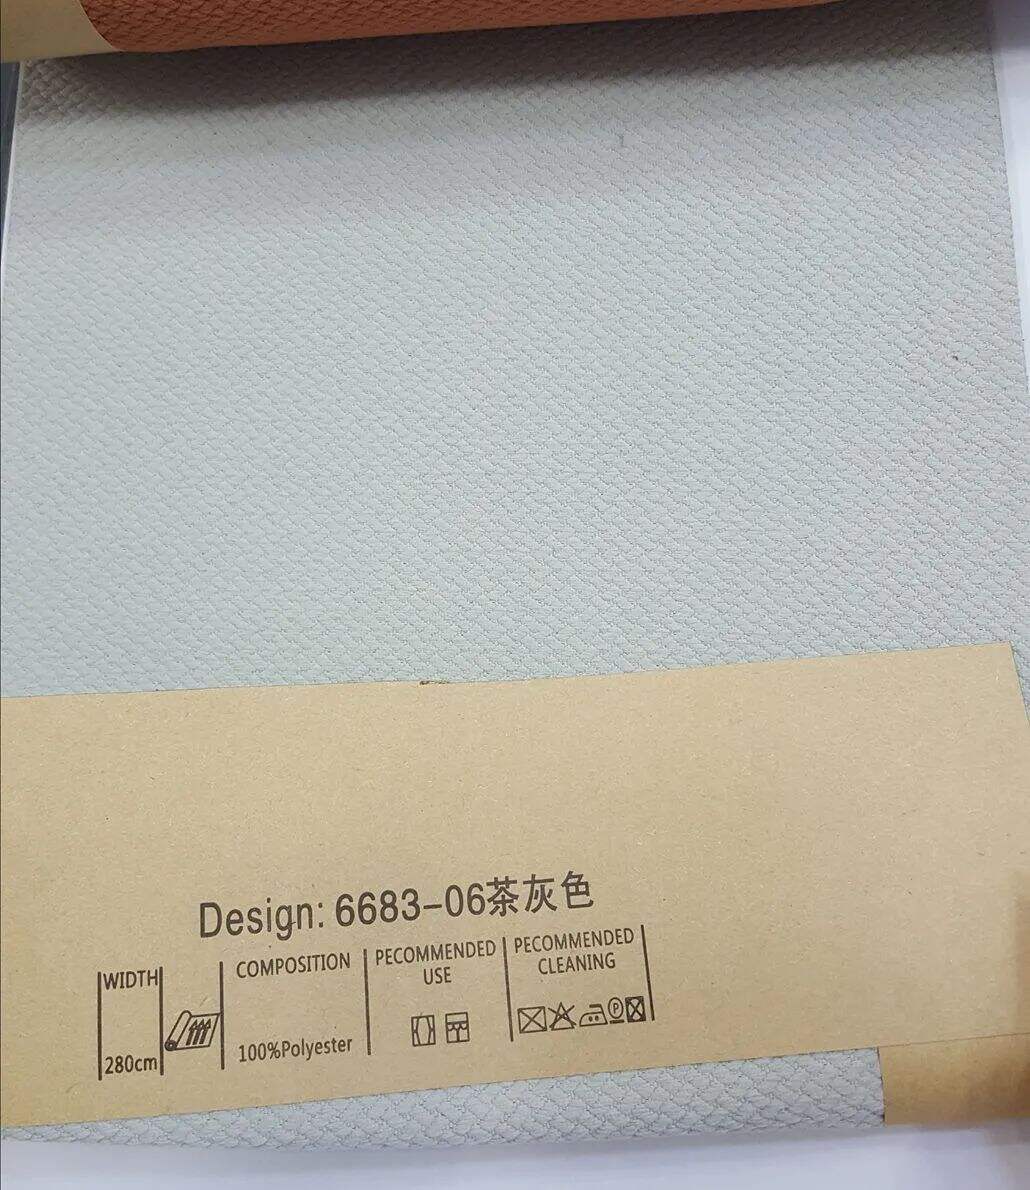 Design: 6683-06茶灰色
WIDTH
280cm
COMPOSITION
100%Polyester
PECOMMENDED
USE
PECOMMENDED
CLEANING
P